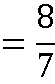 = 8/7